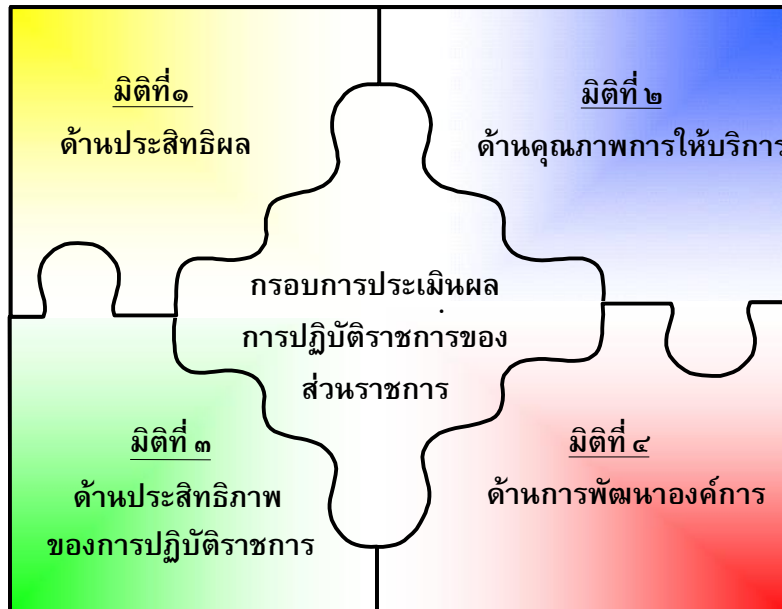 มิติที่๑
ด้านประสิทธิผล
มิติที่ ๒
ด้านคุณภาพการให้บริการ
กรอบการประเมินผล
การปฏิบัติราชการของ
ส่วนราชการ
มิติที่ ๓
ด้านประสิทธิภาพ
ของการปฏิบัติราชการ
มิติที่ ๔
ด้านการพัฒนาองค์การ